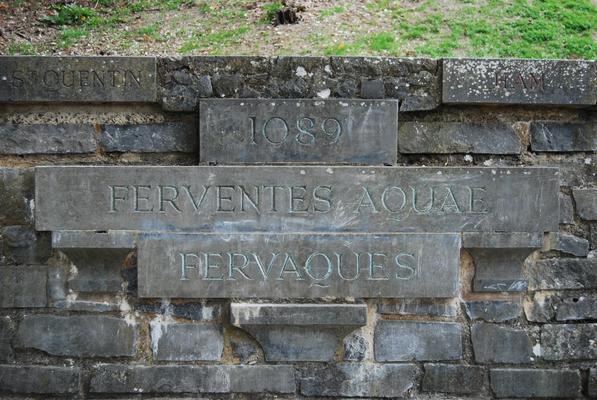 ST QUENTIN
HAM
1089
FERVENTES AQUAE
FERVAQUES